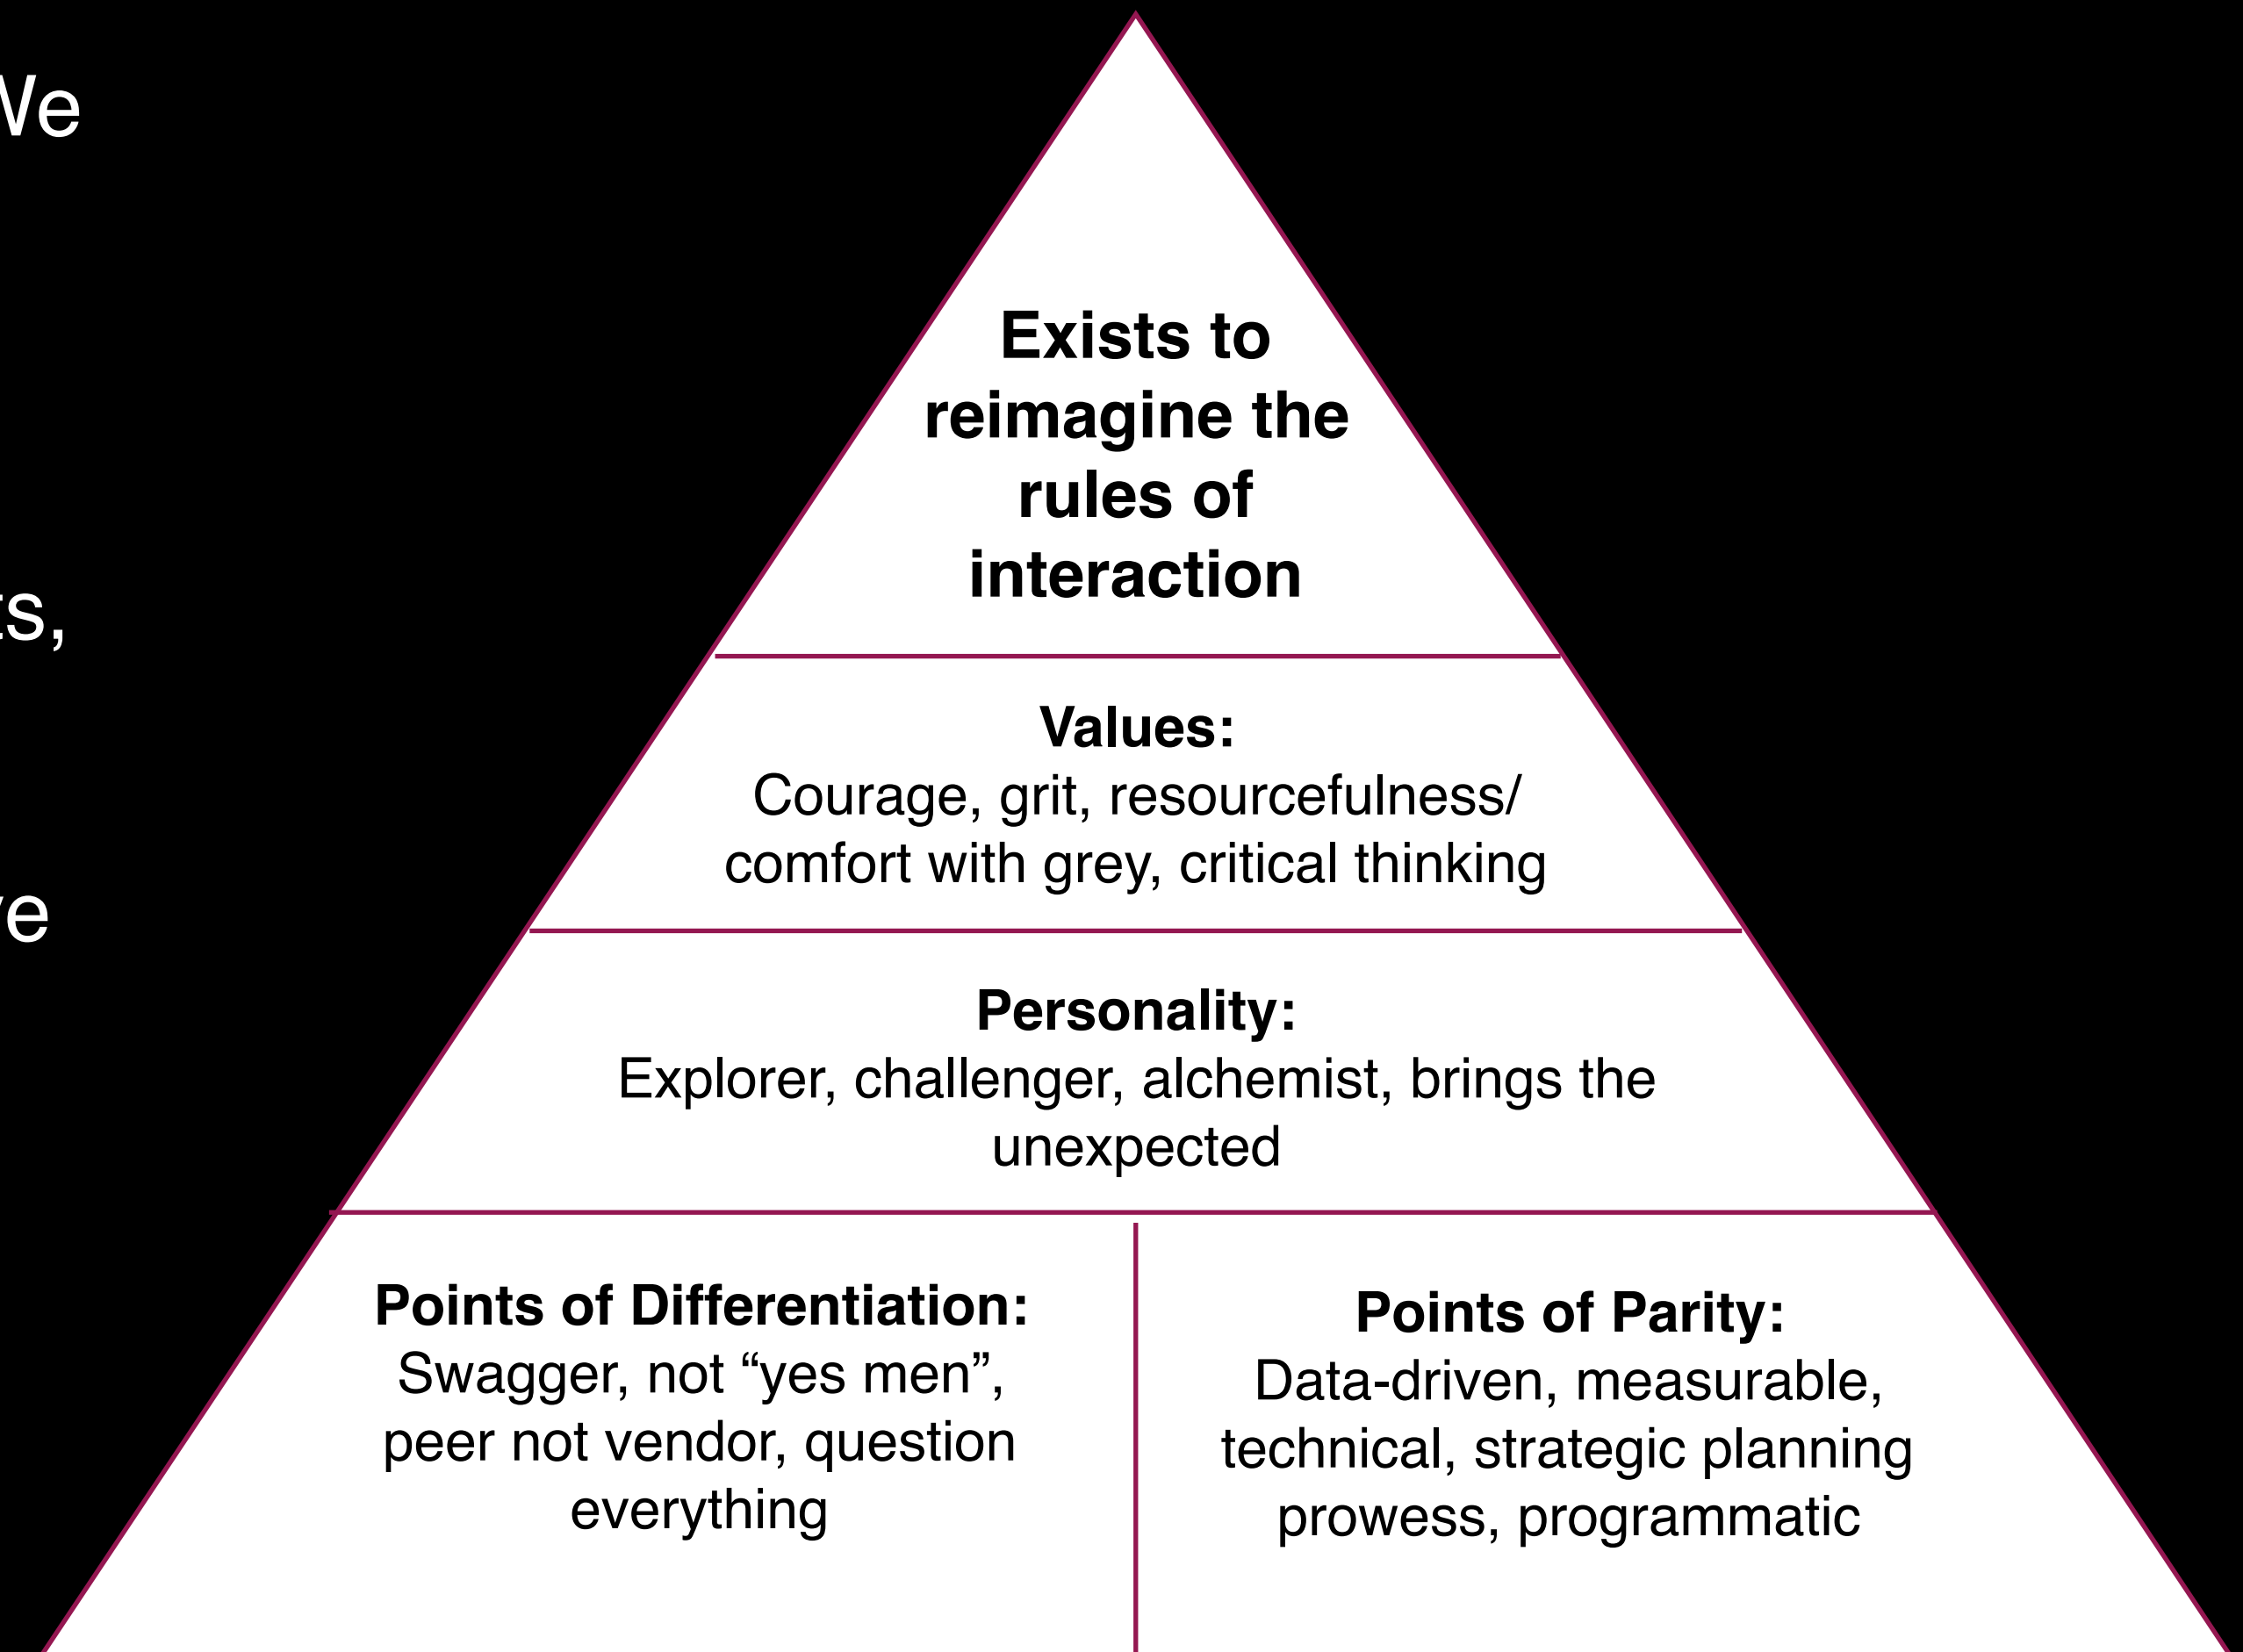 We
s,
e
Exists to
reimagine the
rules of
interaction
Values:
Courage, grit, resourcefulness/
comfort with grey, critical thinking
Personality:
Explorer, challenger, alchemist, brings the
unexpected
Points of Differentiation:
Swagger, not “yes men”,
peer not vendor, question
everything
Points of Parity:
Data-driven, measurable,
technical, strategic planning
prowess, programmatic